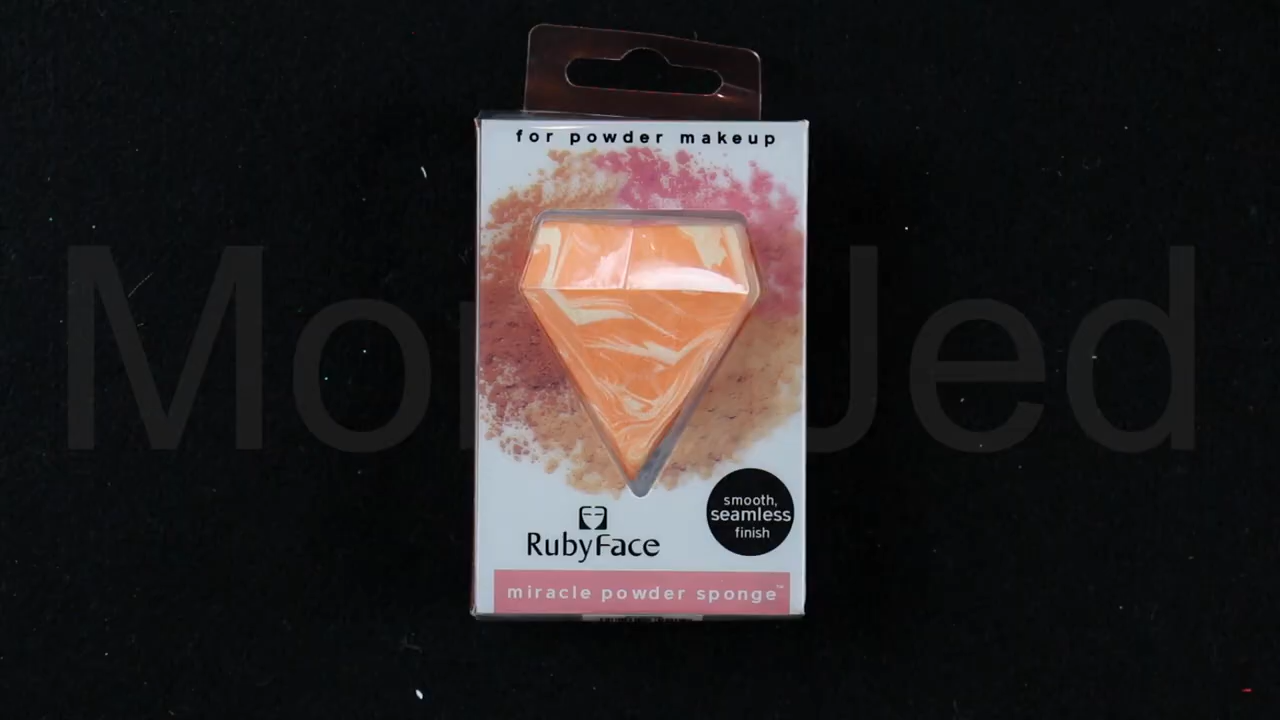 for powder makeup
smooth,
seamless
finish
RubyFace
miracle powder sponge™